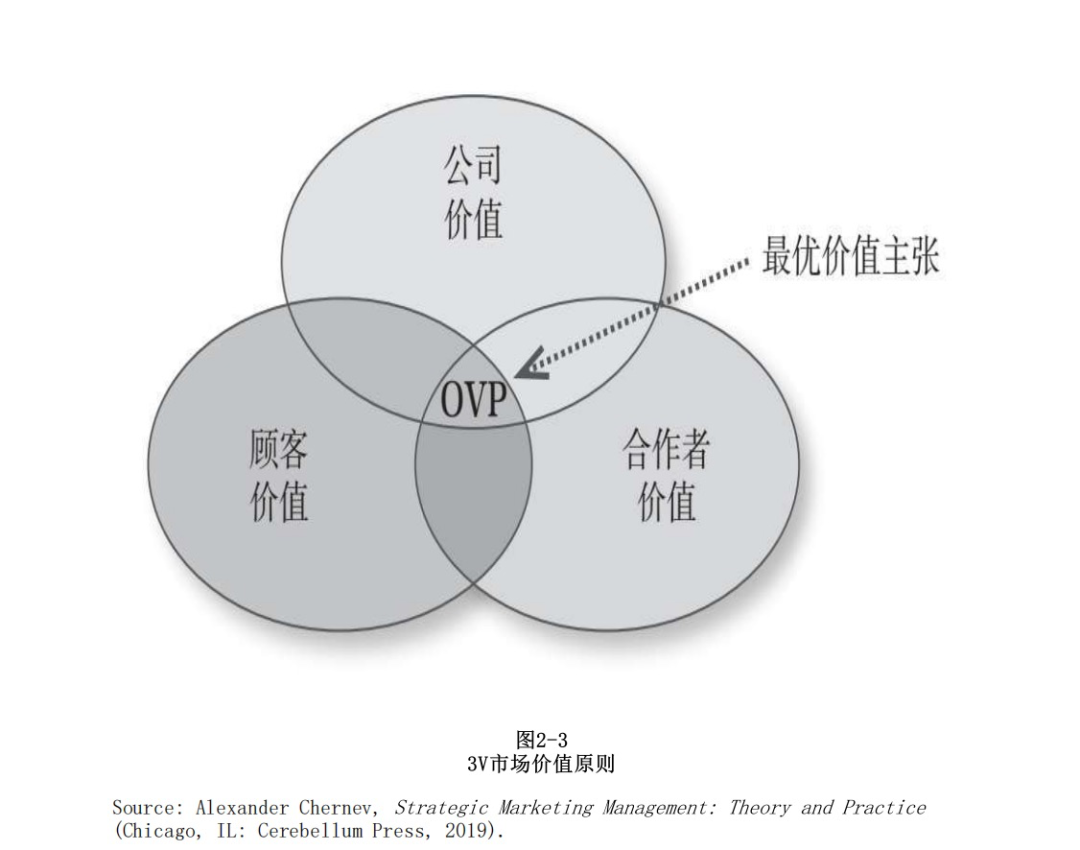 公司
价值
最优价值主张
OVP
顾客
价值
合作者
价值
图2-3
3V市场价值原则
Source: Alexander Chernev, Strategic Marketing Management: Theory and Practice
(Chicago, IL: Cerebellum Press, 2019).